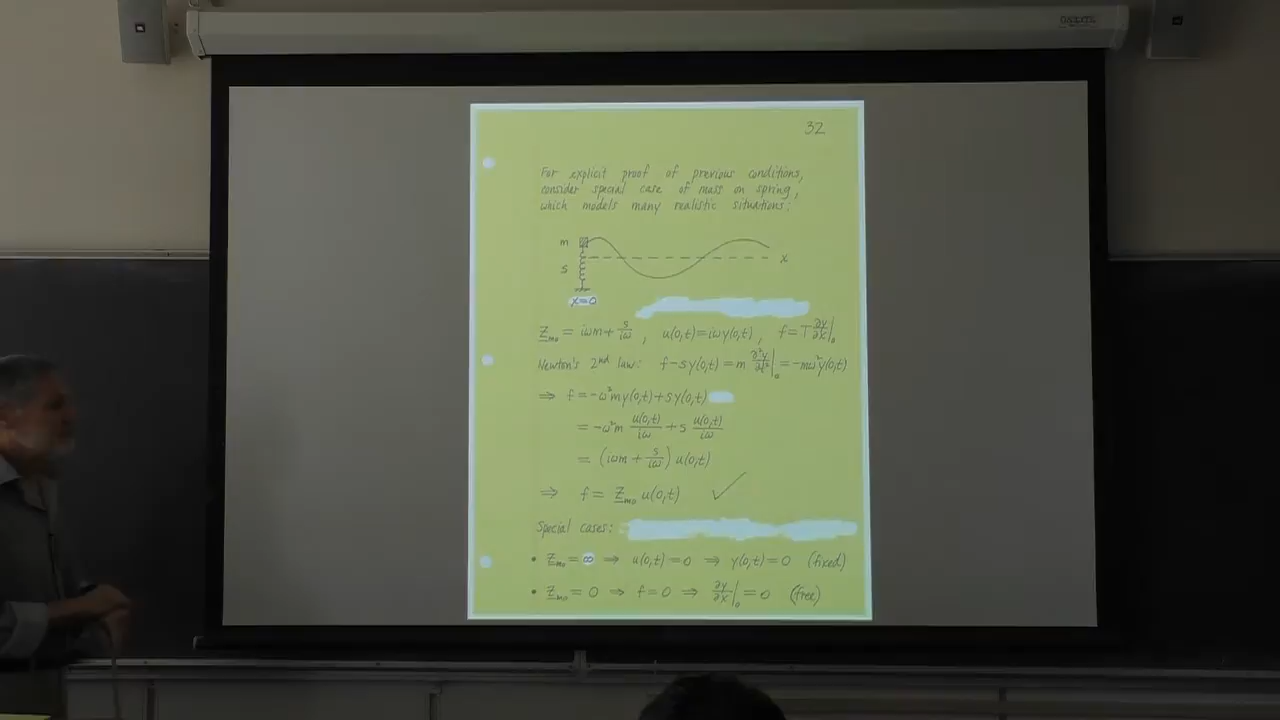 32
For explicit proof of previous conditions,
consider special case of mass on spring,
which models many realistic situations:
m
s
x
x=0
Z_mo = iωm + s/iω , u(0,t)=iωy(0,t), f=T ∂y/∂x|₀
Newton's 2nd law: f-sy(0,t) = m ∂²y/∂t²|₀ = -mω²y(0,t)
⇒ f=-ω²my(0,t)+sy(0,t)
= -ω²m u(0,t)/iω + s u(0,t)/iω
= (iωm + s/iω) u(0,t)
⇒ f = Z_mo u(0,t) ✓
Special cases:
• Z_mo = ∞ ⇒ u(0,t)=0 ⇒ y(0,t)=0 (fixed)
• Z_mo = 0 ⇒ f=0 ⇒ ∂y/∂x|₀ = 0 (free)